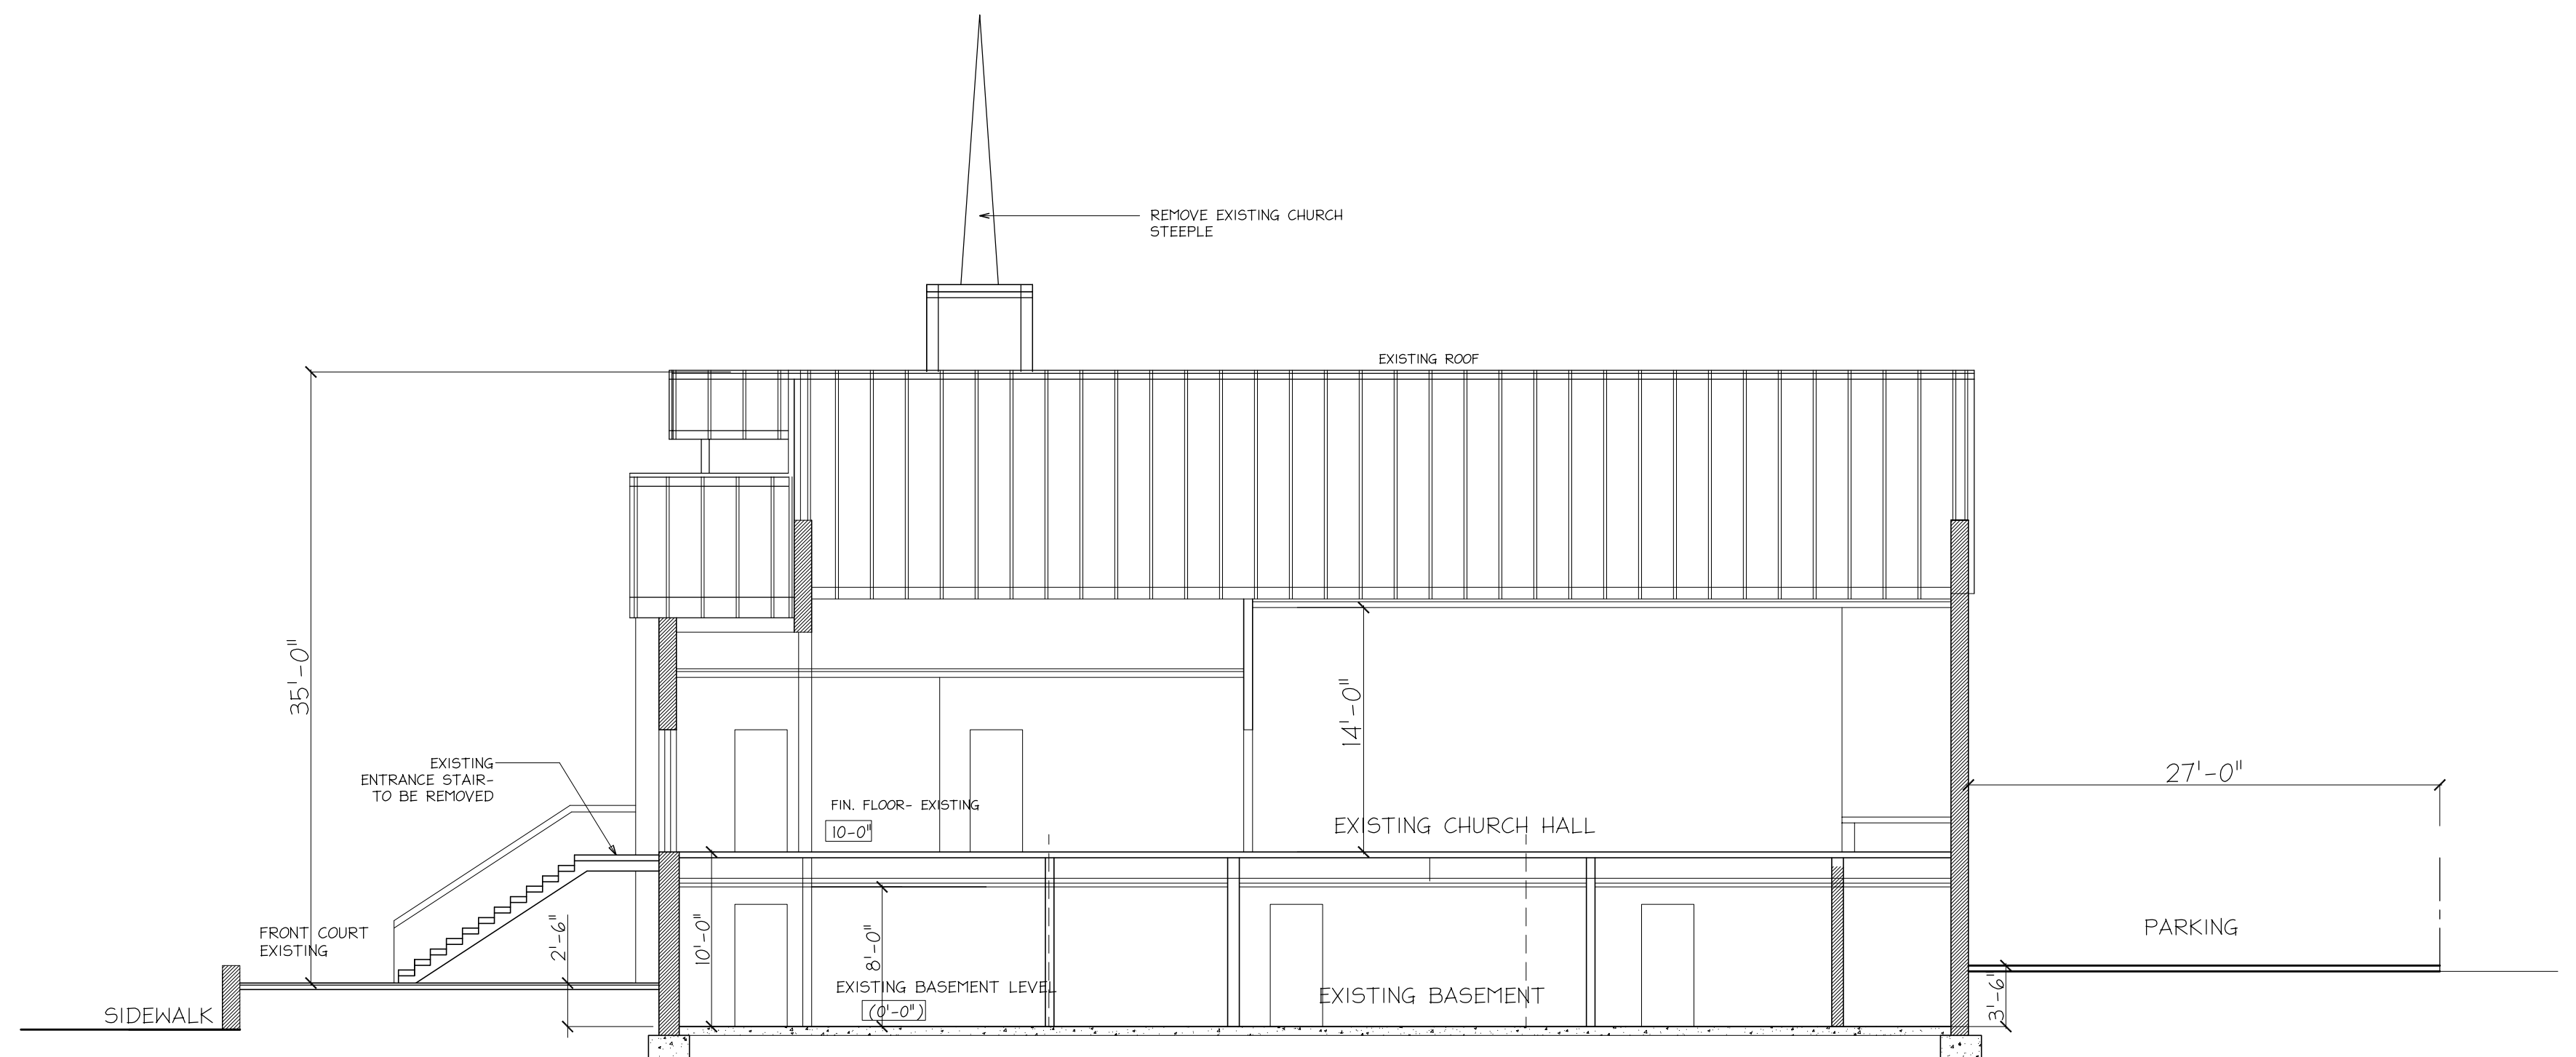 REMOVE EXISTING CHURCH
STEEPLE
EXISTING ROOF
35'-0"
14'-0"
27'-0"
EXISTING
ENTRANCE STAIR-
TO BE REMOVED
FIN. FLOOR- EXISTING
10-0"
EXISTING CHURCH HALL
FRONT COURT
EXISTING
2'-6"
10'-0"
8'-0"
PARKING
EXISTING BASEMENT LEVEL
(0'-0")
EXISTING BASEMENT
3'-6"
SIDEWALK